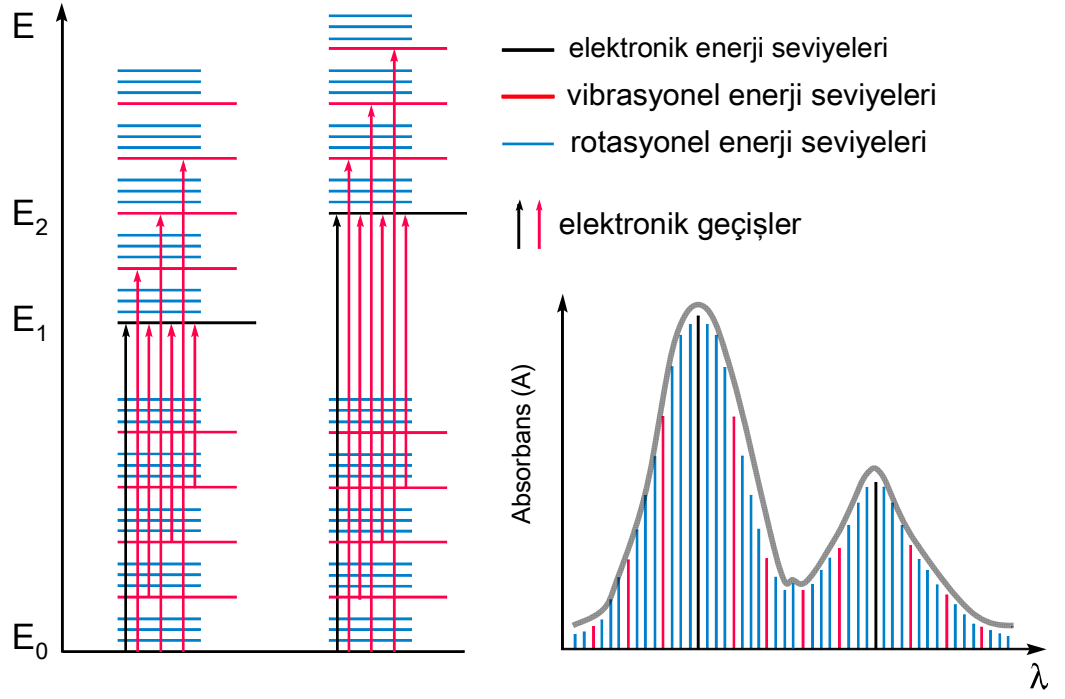 E
E₂
E₁
E₀
elektronik enerji seviyeleri
vibrasyonel enerji seviyeleri
rotasyonel enerji seviyeleri
elektronik geçişler
Absorbans (A)
λ